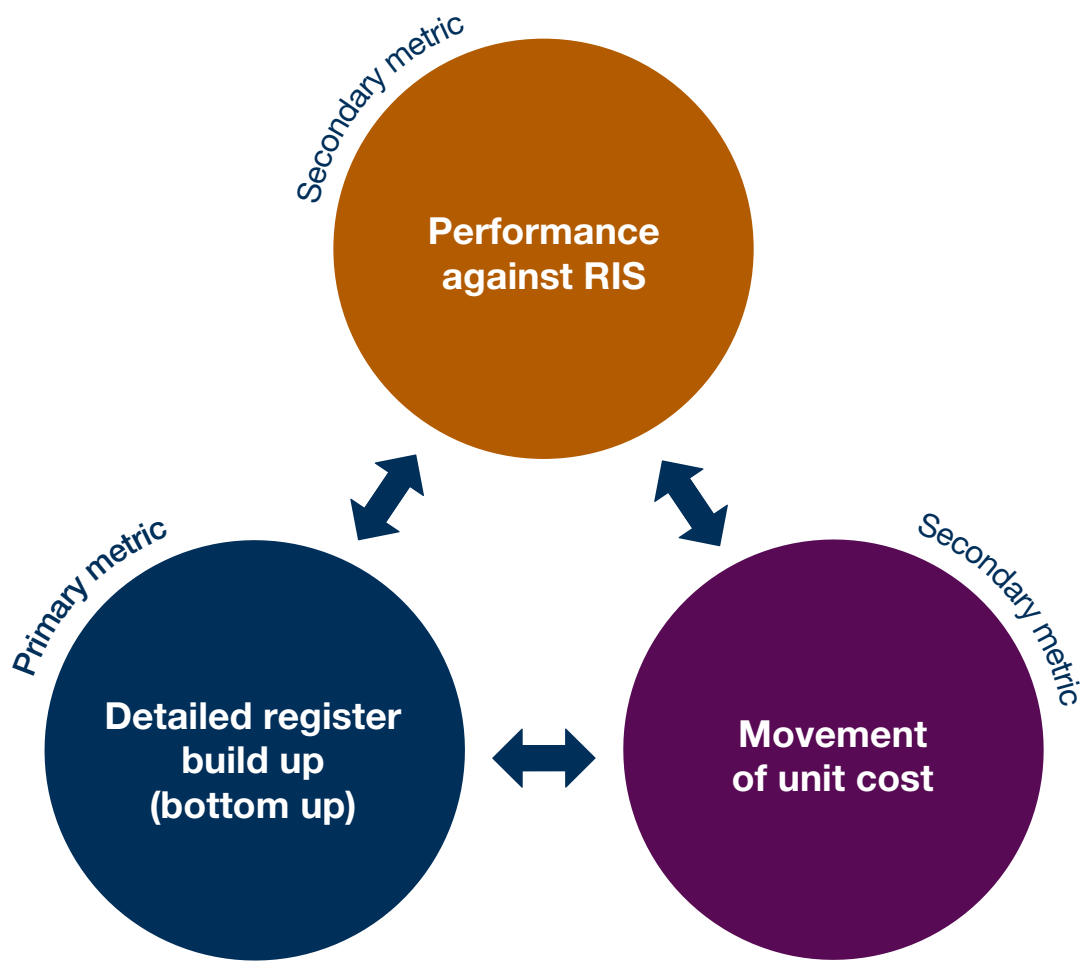 Secondary metric
Performance
against RIS
Primary metric
Detailed register
build up
(bottom up)
Secondary metric
Movement
of unit cost